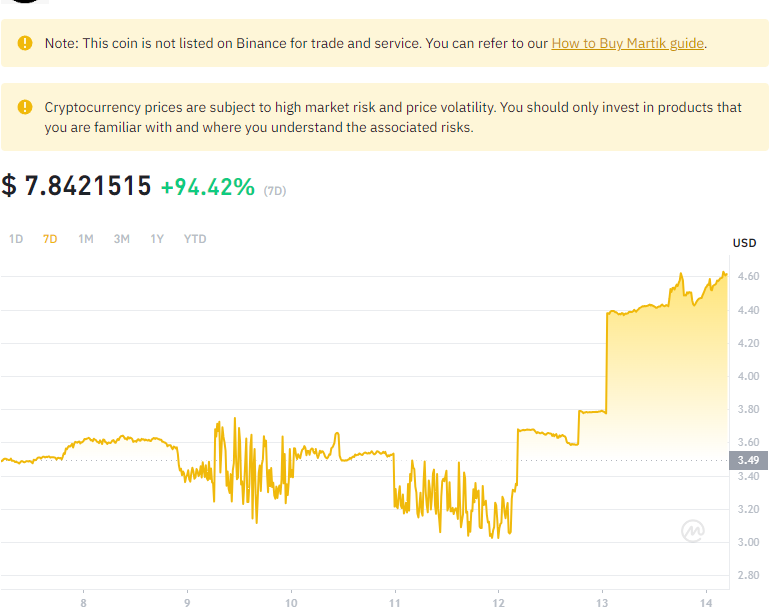 Note: This coin is not listed on Binance for trade and service. You can refer to our How to Buy Martik guide.
Cryptocurrency prices are subject to high market risk and price volatility. You should only invest in products that
you are familiar with and where you understand the associated risks.
$ 7.8421515 +94.42% (7D)
1D 7D 1M 3M 1Y YTD
USD
4.60
4.40
4.20
4.00
3.80
3.60
3.49
3.40
3.20
3.00
2.80
8 9 10 11 12 13 14